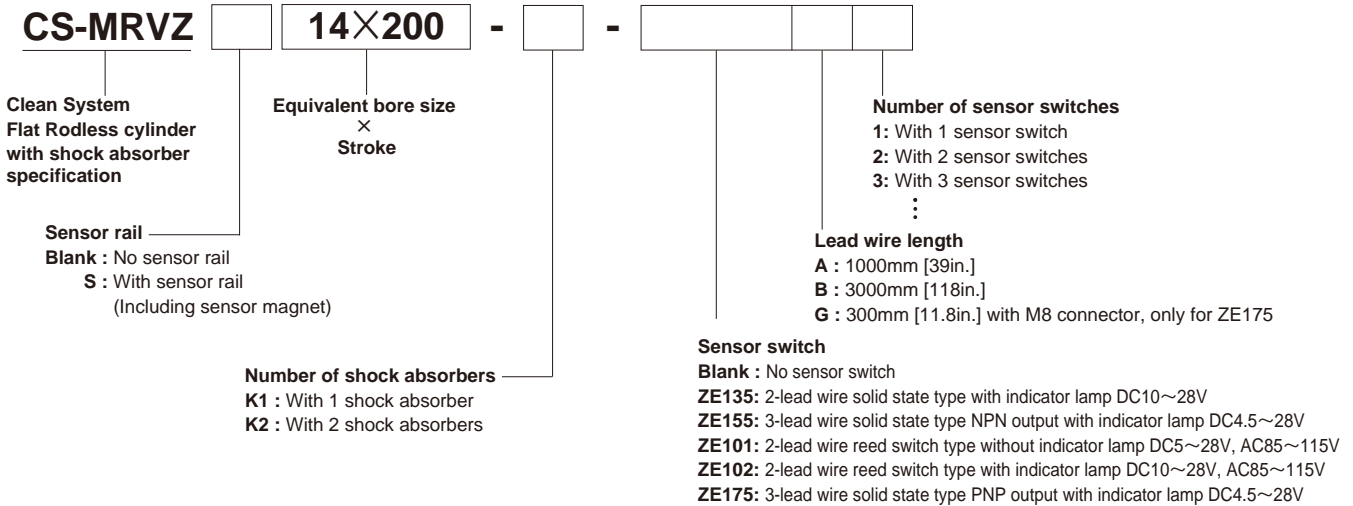 CS-MRVZ 14×200 - -
Clean System
Flat Rodless cylinder
with shock absorber
specification
Equivalent bore size
×
Stroke
Number of sensor switches
1: With 1 sensor switch
2: With 2 sensor switches
3: With 3 sensor switches
⋮
Sensor rail
Blank : No sensor rail
S : With sensor rail
(Including sensor magnet)
Lead wire length
A : 1000mm [39in.]
B : 3000mm [118in.]
G : 300mm [11.8in.] with M8 connector, only for ZE175
Number of shock absorbers
K1 : With 1 shock absorber
K2 : With 2 shock absorbers
Sensor switch
Blank : No sensor switch
ZE135: 2-lead wire solid state type with indicator lamp DC10～28V
ZE155: 3-lead wire solid state type NPN output with indicator lamp DC4.5～28V
ZE101: 2-lead wire reed switch type without indicator lamp DC5～28V, AC85～115V
ZE102: 2-lead wire reed switch type with indicator lamp DC10～28V, AC85～115V
ZE175: 3-lead wire solid state type PNP output with indicator lamp DC4.5～28V